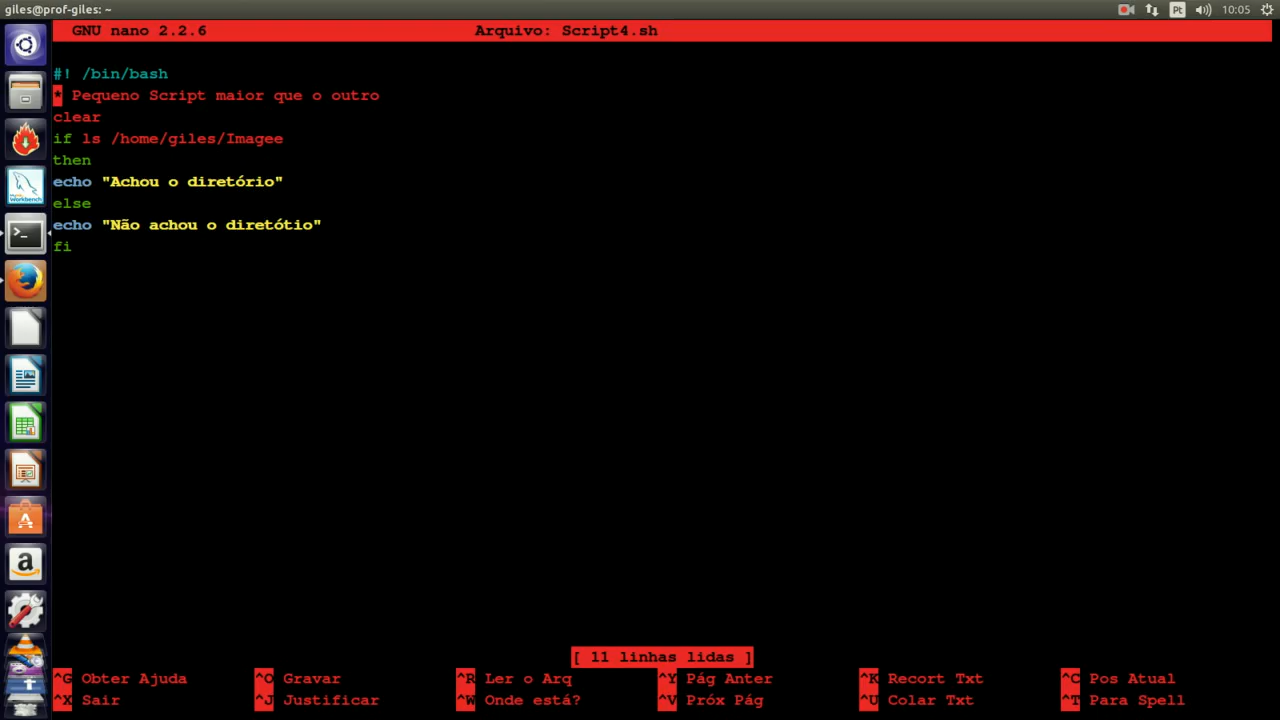 giles@prof-giles: ~
Pt
10:05
GNU nano 2.2.6 Arquivo: Script4.sh
#! /bin/bash
* Pequeno Script maior que o outro
clear
if ls /home/giles/Imagee
then
echo "Achou o diretório"
else
echo "Não achou o diretótio"
fi
[ 11 linhas lidas ]
^G Obter Ajuda ^O Gravar ^R Ler o Arq ^Y Pág Anter ^K Recort Txt ^C Pos Atual
^X Sair ^J Justificar ^W Onde está? ^V Próx Pág ^U Colar Txt ^T Para Spell
Workbench
a